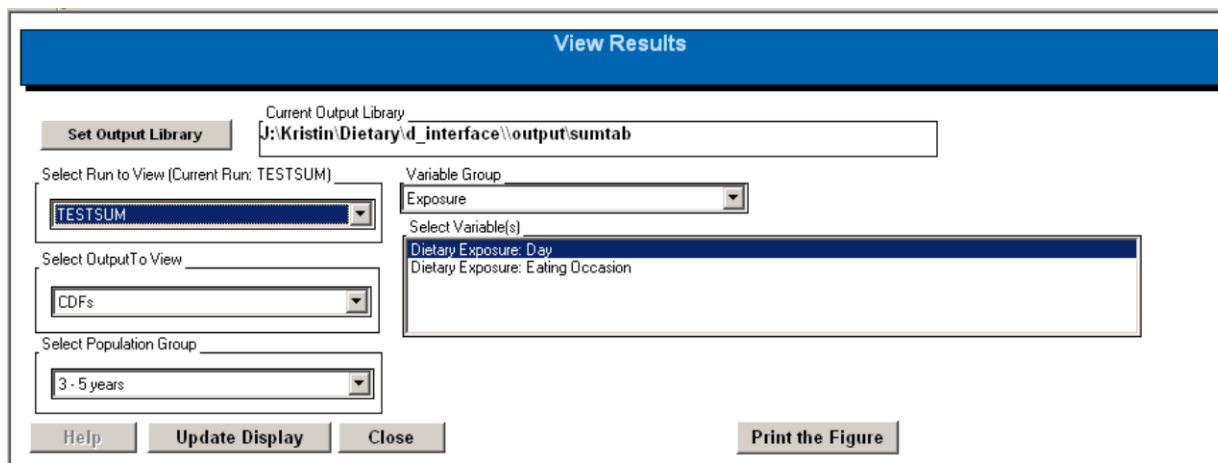 View Results
Current Output Library
Set Output Library
J:\Kristin\Dietary\d_interface\\output\sumtab
Select Run to View (Current Run: TESTSUM)
TESTSUM
Variable Group
Exposure
Select Variable(s)
Dietary Exposure: Day
Dietary Exposure: Eating Occasion
Select OutputTo View
CDFs
Select Population Group
3 - 5 years
Help
Update Display
Close
Print the Figure